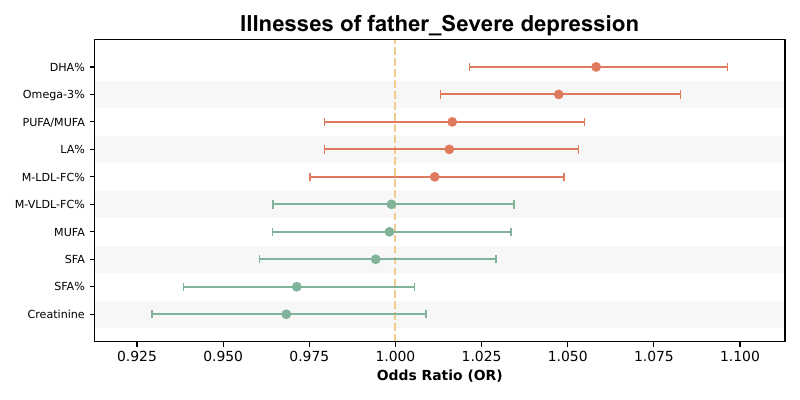 Illnesses of father_Severe depression
DHA%
Omega-3%
PUFA/MUFA
LA%
M-LDL-FC%
M-VLDL-FC%
MUFA
SFA
SFA%
Creatinine
0.925 0.950 0.975 1.000 1.025 1.050 1.075 1.100
Odds Ratio (OR)